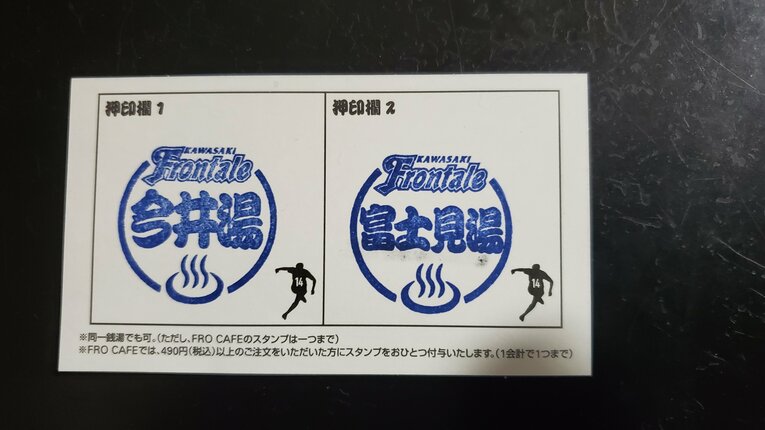 押印欄 1
KAWASAKI
Frontale
今井湯
14
押印欄 2
KAWASAKI
Frontale
富士見湯
14
※同一銭湯でも可。(ただし、FRO CAFEのスタンプは一つまで)
※FRO CAFEでは、490円(税込)以上のご注文をいただいた方にスタンプをおひとつ付与いたします。(1会計で1つまで)